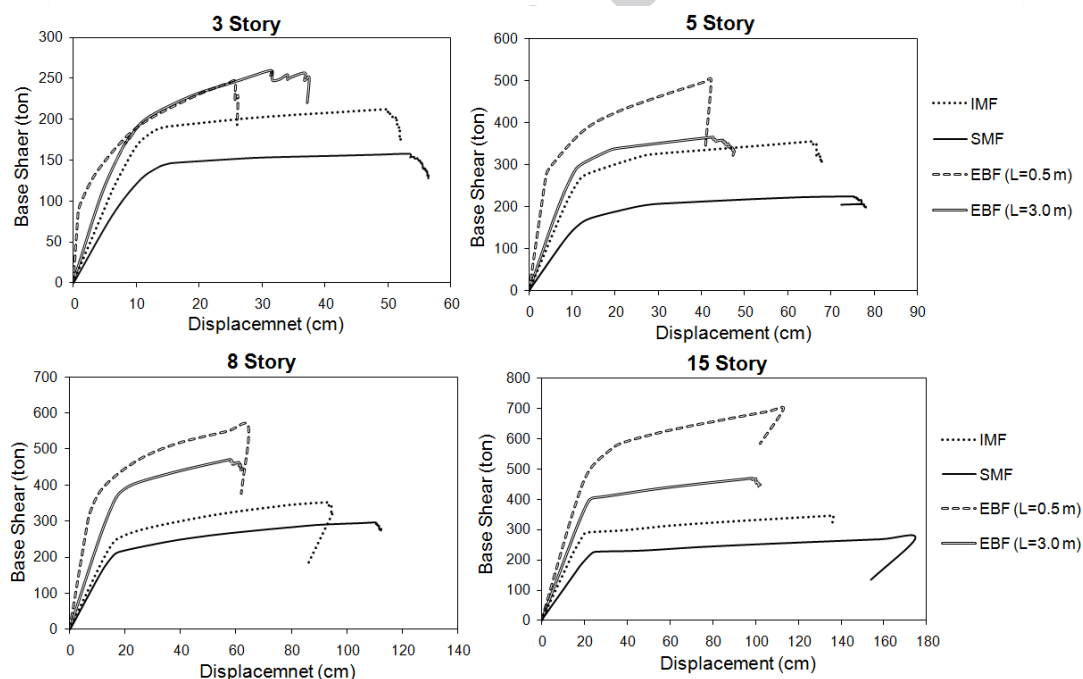 3 Story
300
250
200
150
100
50
0
Base Shaer (ton)
0 10 20 30 40 50 60
Displacemnet (cm)
5 Story
600
500
400
300
200
100
0
Base Shear (ton)
0 10 20 30 40 50 60 70 80 90
Displacement (cm)
IMF
SMF
EBF (L=0.5 m)
EBF (L=3.0 m)
8 Story
700
600
500
400
300
200
100
0
Base Shear (ton)
0 20 40 60 80 100 120 140
Displacemnet (cm)
15 Story
800
700
600
500
400
300
200
100
0
Base Shear (ton)
0 20 40 60 80 100 120 140 160 180
Displacement (cm)
IMF
SMF
EBF (L=0.5 m)
EBF (L=3.0 m)